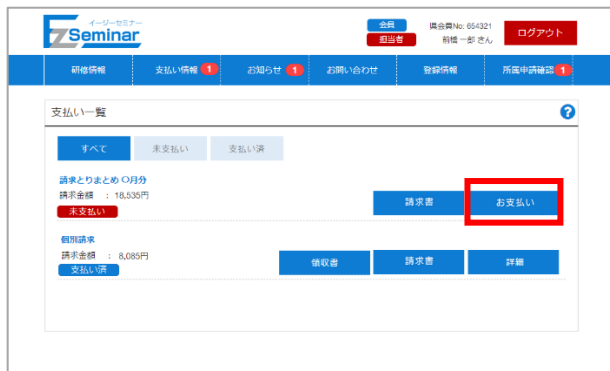 イージーセミナー
EZ Seminar
会員
担当者
県会員No: 654321
前橋 一郎 さん
ログアウト
研修情報 支払い情報 1 お知らせ 1 お問い合わせ 登録情報 所属申請確認 1
支払い一覧 ?
すべて 未支払い 支払い済
請求とりまとめ 〇月分
請求金額 : 18,535円
未支払い
請求書 お支払い
個別請求
請求金額 : 8,085円
支払い済
領収書 請求書 詳細